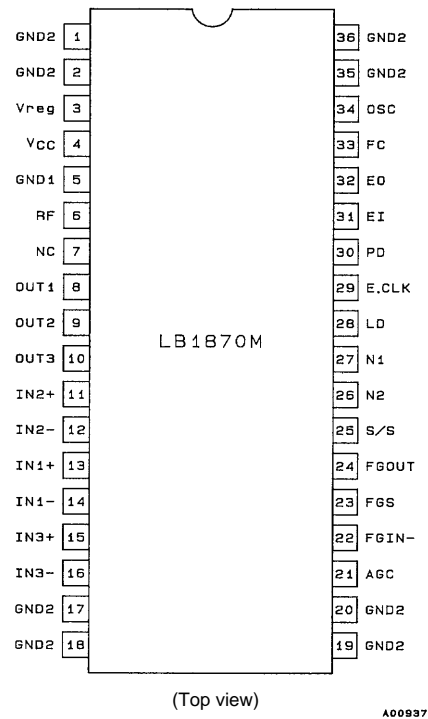 GND2 1 36 GND2
GND2 2 35 GND2
Vreg 3 34 OSC
VCC 4 33 FC
GND1 5 32 EO
RF 6 31 EI
NC 7 30 PD
OUT1 8 29 E.CLK
OUT2 9 28 LD
LB1870M
OUT3 10 27 N1
IN2+ 11 26 N2
IN2- 12 25 S/S
IN1+ 13 24 FGOUT
IN1- 14 23 FGS
IN3+ 15 22 FGIN-
IN3- 16 21 AGC
GND2 17 20 GND2
GND2 18 19 GND2
(Top view)
A00937